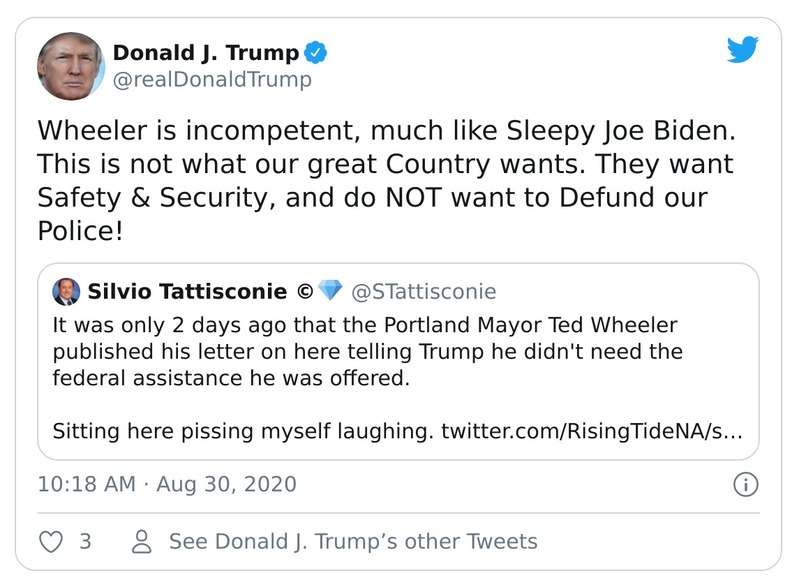 Donald J. Trump
@realDonaldTrump
Wheeler is incompetent, much like Sleepy Joe Biden.
This is not what our great Country wants. They want
Safety & Security, and do NOT want to Defund our
Police!
Silvio Tattisconie ©💎 @STattisconie
It was only 2 days ago that the Portland Mayor Ted Wheeler
published his letter on here telling Trump he didn't need the
federal assistance he was offered.
Sitting here pissing myself laughing. twitter.com/RisingTideNA/s…
10:18 AM · Aug 30, 2020
3 See Donald J. Trump’s other Tweets